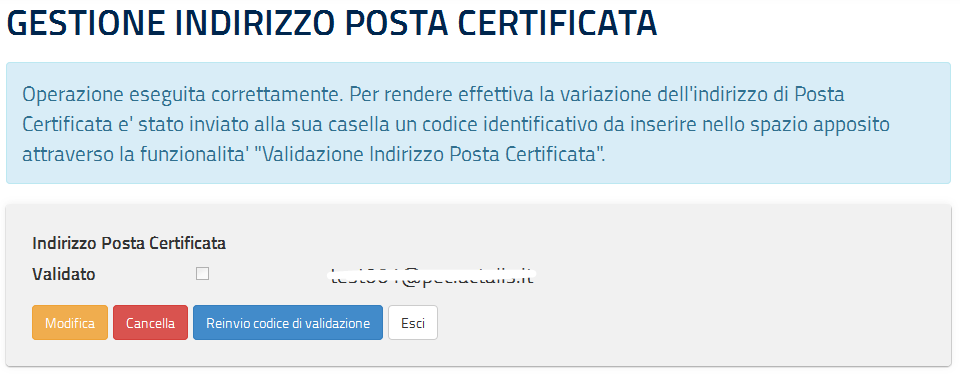 GESTIONE INDIRIZZO POSTA CERTIFICATA
Operazione eseguita correttamente. Per rendere effettiva la variazione dell'indirizzo di Posta
Certificata e' stato inviato alla sua casella un codice identificativo da inserire nello spazio apposito
attraverso la funzionalita' "Validazione Indirizzo Posta Certificata".
Indirizzo Posta Certificata
Validato
Modifica Cancella Reinvio codice di validazione Esci